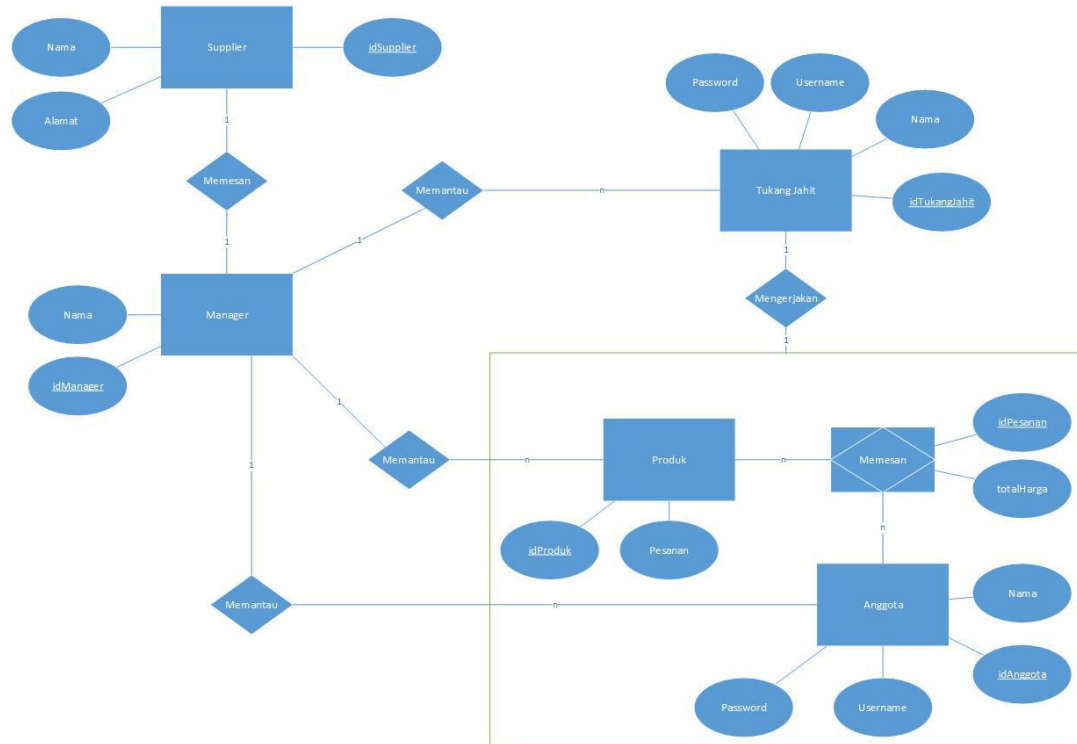 Nama
Supplier
idSupplier
Alamat
1
Memesan
1
Password
Username
Nama
Tukang Jahit
idTukangJahit
Memantau
n
1
1
Mengerjakan
1
Nama
Manager
idManager
1
Memantau
n
Produk
n
Memesan
idPesanan
totalHarga
idProduk
Pesanan
n
1
Memantau
n
Anggota
Nama
idAnggota
Password
Username